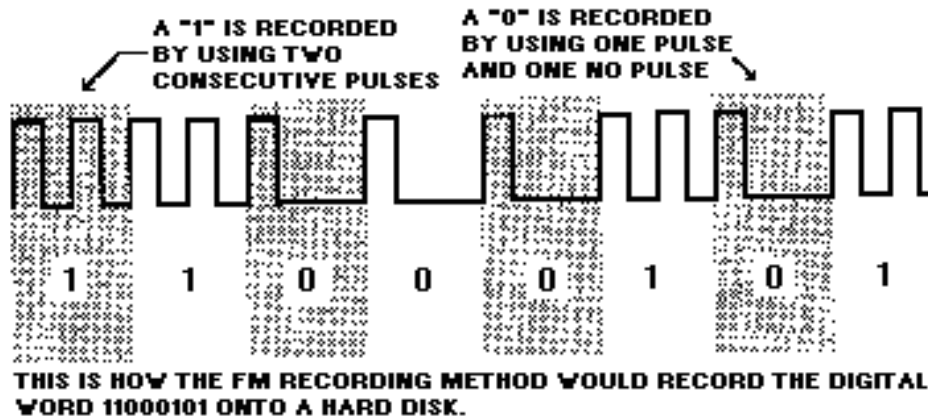 A "1" IS RECORDED
BY USING TWO
CONSECUTIVE PULSES
A "0" IS RECORDED
BY USING ONE PULSE
AND ONE NO PULSE
1 1 0 0 0 1 0 1
THIS IS HOW THE FM RECORDING METHOD WOULD RECORD THE DIGITAL
WORD 11000101 ONTO A HARD DISK.